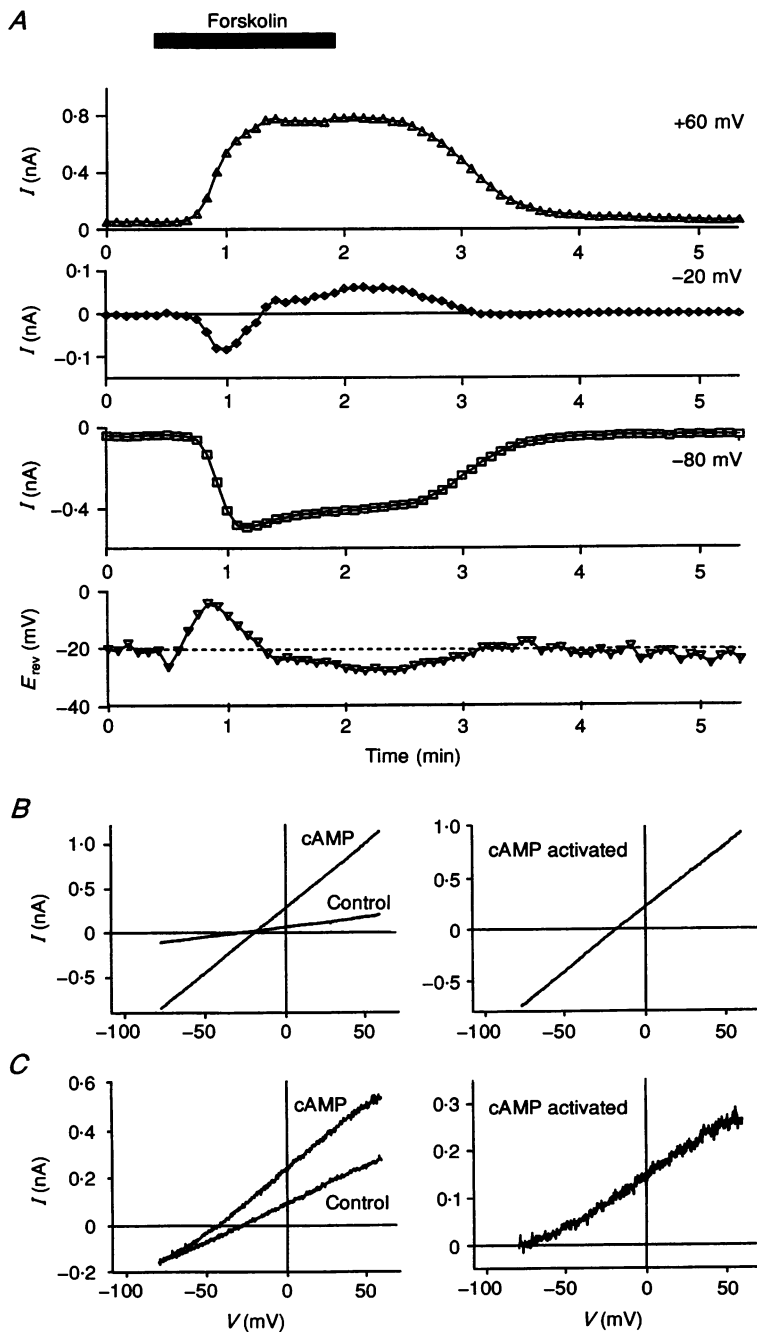 A
Forskolin
0·8
0·4
0
I (nA)
+60 mV
0 1 2 3 4 5
0·1
0
−0·1
I (nA)
−20 mV
0 1 2 3 4 5
0
−0·4
I (nA)
−80 mV
0 1 2 3 4 5
0
−20
−40
Erev (mV)
0 1 2 3 4 5
Time (min)
B
1·0
0·5
0
−0·5
I (nA)
cAMP
Control
−100 −50 0 50
1·0
0·5
0
−0·5
cAMP activated
−100 −50 0 50
C
0·6
0·4
0·2
0
−0·2
I (nA)
cAMP
Control
−100 −50 0 50
V (mV)
0·3
0·2
0·1
0
cAMP activated
−100 −50 0 50
V (mV)